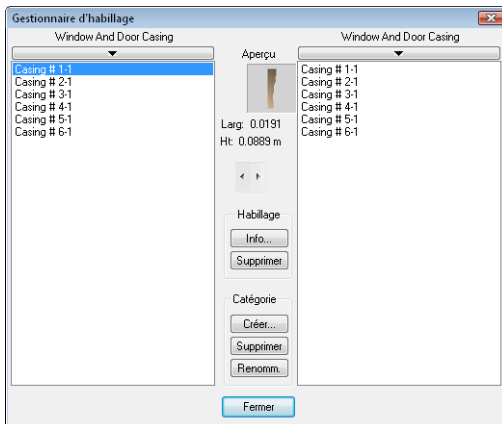 Gestionnaire d'habillage
Window And Door Casing
Window And Door Casing
Aperçu
Casing # 1-1
Casing # 2-1
Casing # 3-1
Casing # 4-1
Casing # 5-1
Casing # 6-1
Larg: 0.0191
Ht: 0.0889 m
Habillage
Info...
Supprimer
Catégorie
Créer...
Supprimer
Renomm.
Casing # 1-1
Casing # 2-1
Casing # 3-1
Casing # 4-1
Casing # 5-1
Casing # 6-1
Fermer